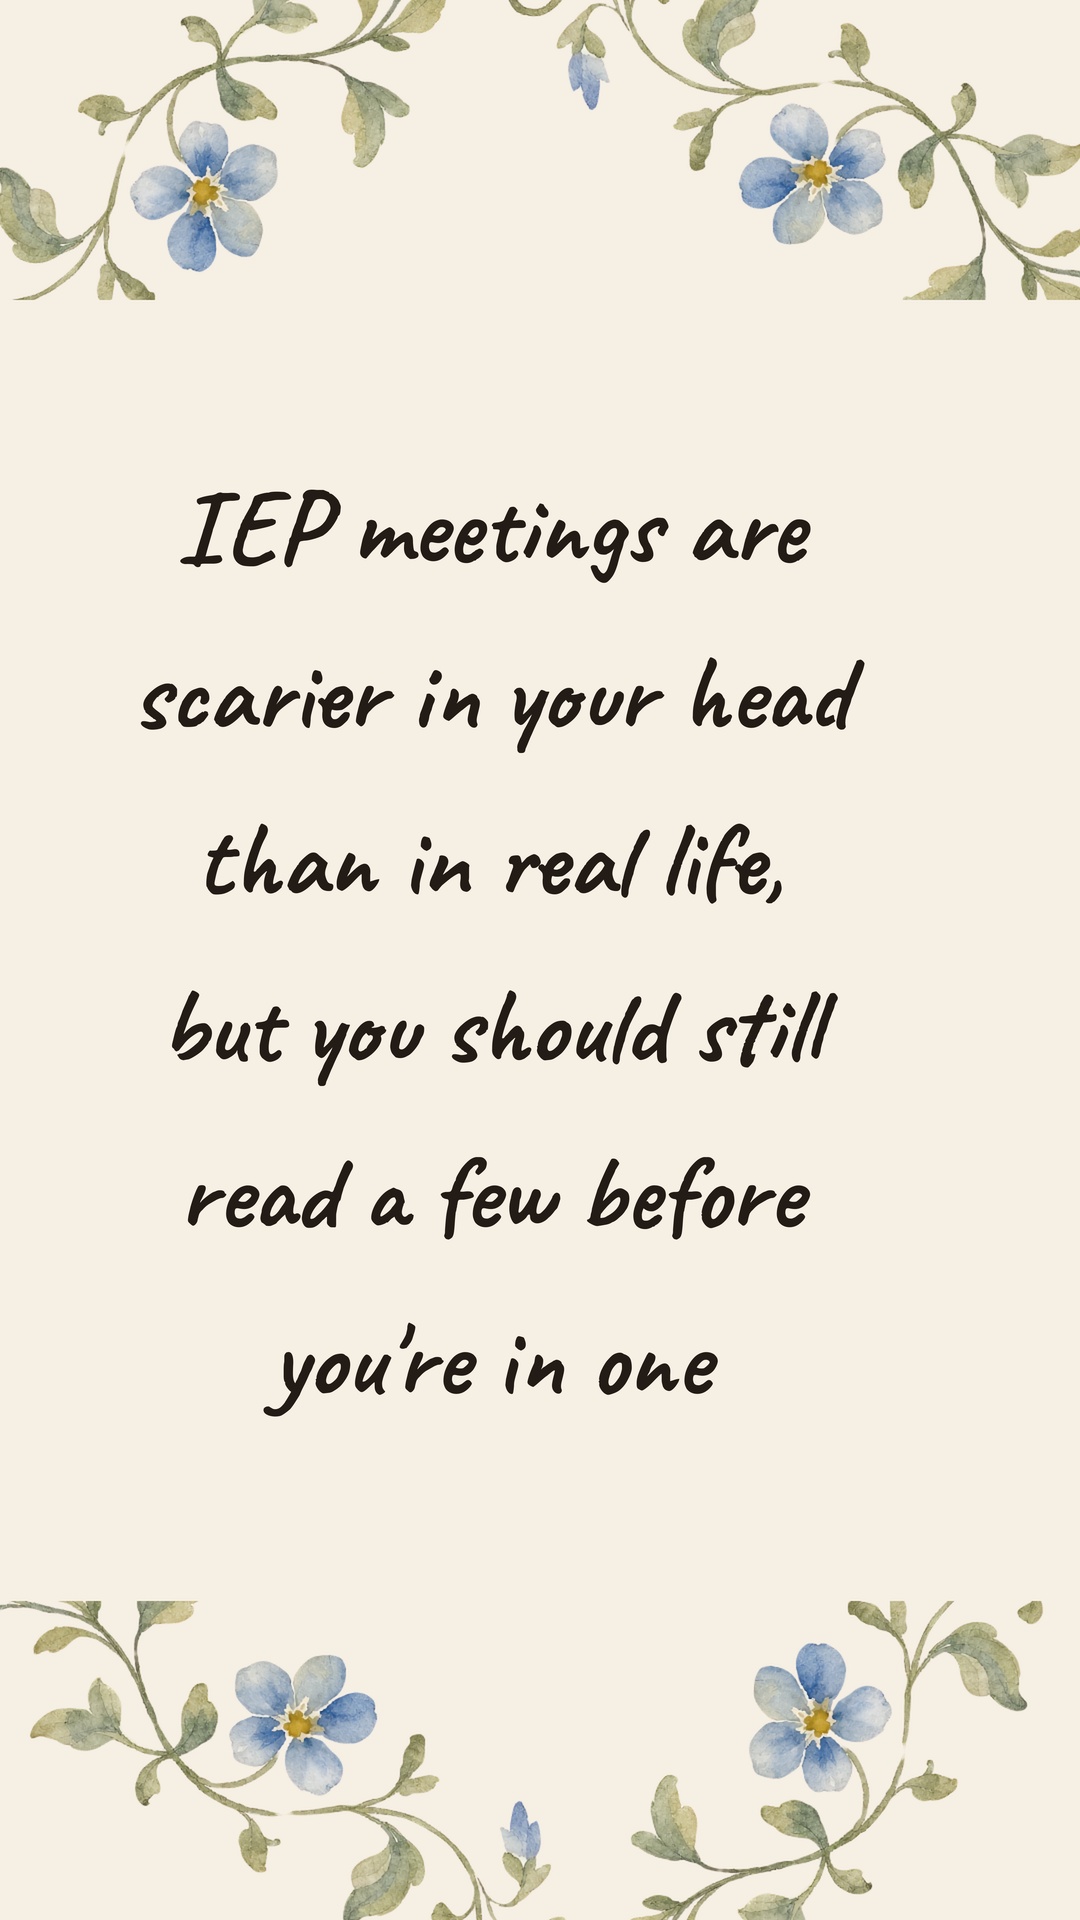 IEP meetings are
scarier in your head
than in real life,
but you should still
read a few before
you're in one